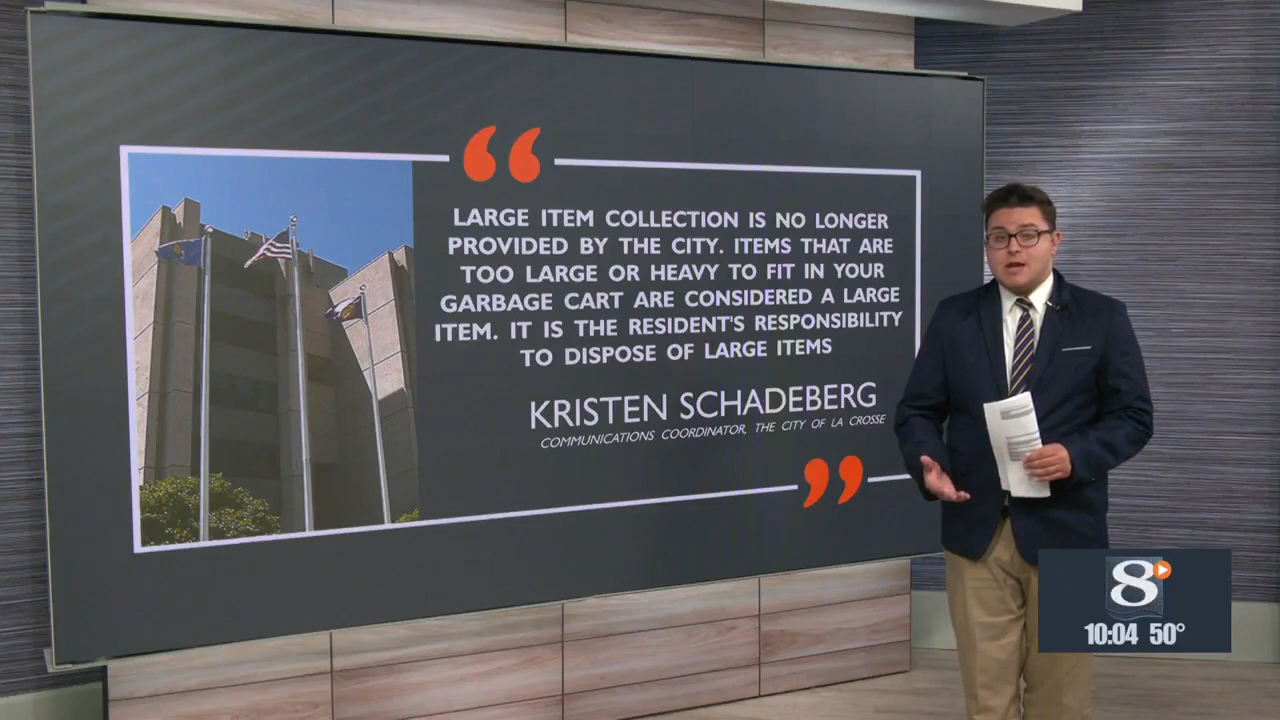 LARGE ITEM COLLECTION IS NO LONGER
PROVIDED BY THE CITY. ITEMS THAT ARE
TOO LARGE OR HEAVY TO FIT IN YOUR
GARBAGE CART ARE CONSIDERED A LARGE
ITEM. IT IS THE RESIDENT'S RESPONSIBILITY
TO DISPOSE OF LARGE ITEMS
KRISTEN SCHADEBERG
COMMUNICATIONS COORDINATOR, THE CITY OF LA CROSSE
8
10:04 50°